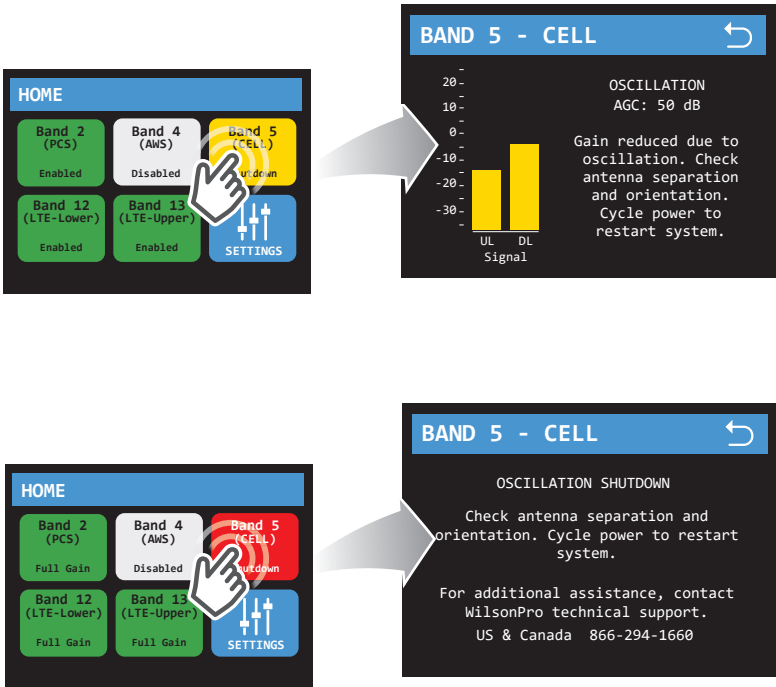 BAND 5 - CELL
20
10
0
-10
-20
-30
UL DL
Signal
OSCILLATION
AGC: 50 dB
Gain reduced due to
oscillation. Check
antenna separation
and orientation.
Cycle power to
restart system.
HOME
Band 2
(PCS)
Enabled
Band 4
(AWS)
Disabled
Band 5
(CELL)
Band 12
(LTE-Lower)
Enabled
Band 13
(LTE-Upper)
Enabled
SETTINGS
BAND 5 - CELL
OSCILLATION SHUTDOWN
Check antenna separation and
orientation. Cycle power to restart
system.
For additional assistance, contact
WilsonPro technical support.
US & Canada 866-294-1660
HOME
Band 2
(PCS)
Full Gain
Band 4
(AWS)
Disabled
Band 5
(CELL)
Band 12
(LTE-Lower)
Full Gain
Band 13
(LTE-Upper)
Full Gain
SETTINGS